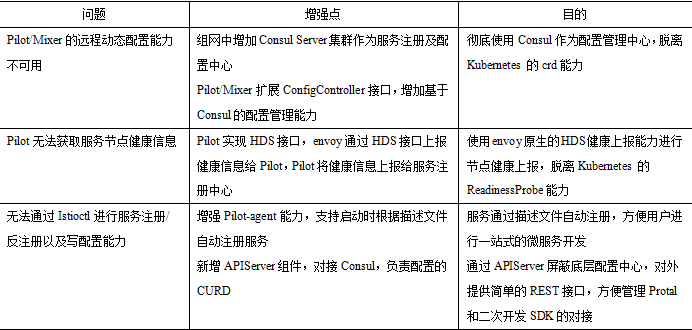 问题 增强点 目的
Pilot/Mixer 的远程动态配置能力 组网中增加 Consul Server 集群作为服务注册及配 彻底使用 Consul 作为配置管理中心，脱离
不可用 置中心 Kubernetes 的 crd 能力
Pilot/Mixer 扩展 ConfigController 接口，增加基于
Consul 的配置管理能力
Pilot 无法获取服务节点健康信息 Pilot 实现 HDS 接口，envoy 通过 HDS 接口上报 使用 envoy 原生的 HDS 健康上报能力进行
健康信息给 Pilot，Pilot 将健康信息上报给服务注 节点健康上报，脱离 Kubernetes 的
册中心 ReadinessProbe 能力
无法通过 Istioctl 进行服务注册/ 增强 Pilot-agent 能力，支持启动时根据描述文件 服务通过描述文件自动注册，方便用户进
反注册以及写配置能力 自动注册服务 行一站式的微服务开发
新增 APIServer 组件，对接 Consul，负责配置的 通过 APIServer 屏蔽底层配置中心，对外
CURD 提供简单的 REST 接口，方便管理 Protal
和二次开发 SDK 的对接